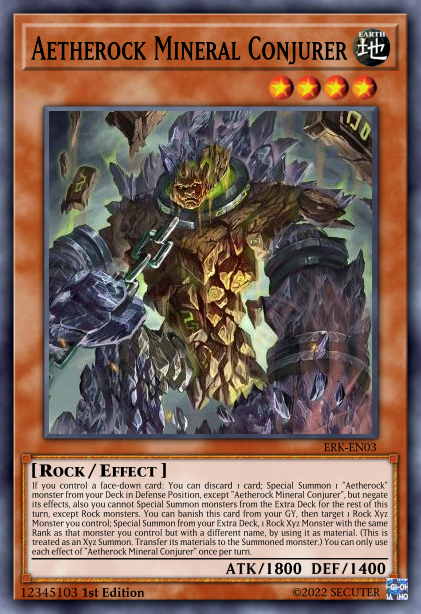 Aetherock Mineral Conjurer
EARTH
地
ERK-EN03
[ Rock / Effect ]
If you control a face-down card: You can discard 1 card; Special Summon 1 "Aetherock"
monster from your Deck in Defense Position, except "Aetherock Mineral Conjurer", but negate
its effects, also you cannot Special Summon monsters from the Extra Deck for the rest of this
turn, except Rock monsters. You can banish this card from your GY, then target 1 Rock Xyz
Monster you control; Special Summon from your Extra Deck, 1 Rock Xyz Monster with the same
Rank as that monster you control but with a different name, by using it as material. (This is
treated as an Xyz Summon. Transfer its materials to the Summoned monster.) You can only use
each effect of "Aetherock Mineral Conjurer" once per turn.
ATK/1800 DEF/1400
12345103 1st Edition
©2022 SECUTER